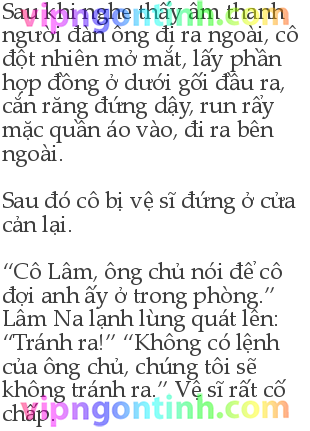 Sau khi nghe thấy âm thanh
người đàn ông đi ra ngoài, cô
đột nhiên mở mắt, lấy phần
hợp đồng ở dưới gối đầu ra,
cắn răng đứng dậy, run rẩy
mặc quần áo vào, đi ra bên
ngoài.
Sau đó cô bị vệ sĩ đứng ở cửa
cản lại.
“Cô Lâm, ông chủ nói để cô
đợi anh ấy ở trong phòng.”
Lâm Na lạnh lùng quát lên:
“Tránh ra!” “Không có lệnh
của ông chủ, chúng tôi sẽ
không tránh ra.” Vệ sĩ rất cố
chấp.
vipngontinh.com
vipngontinh.com